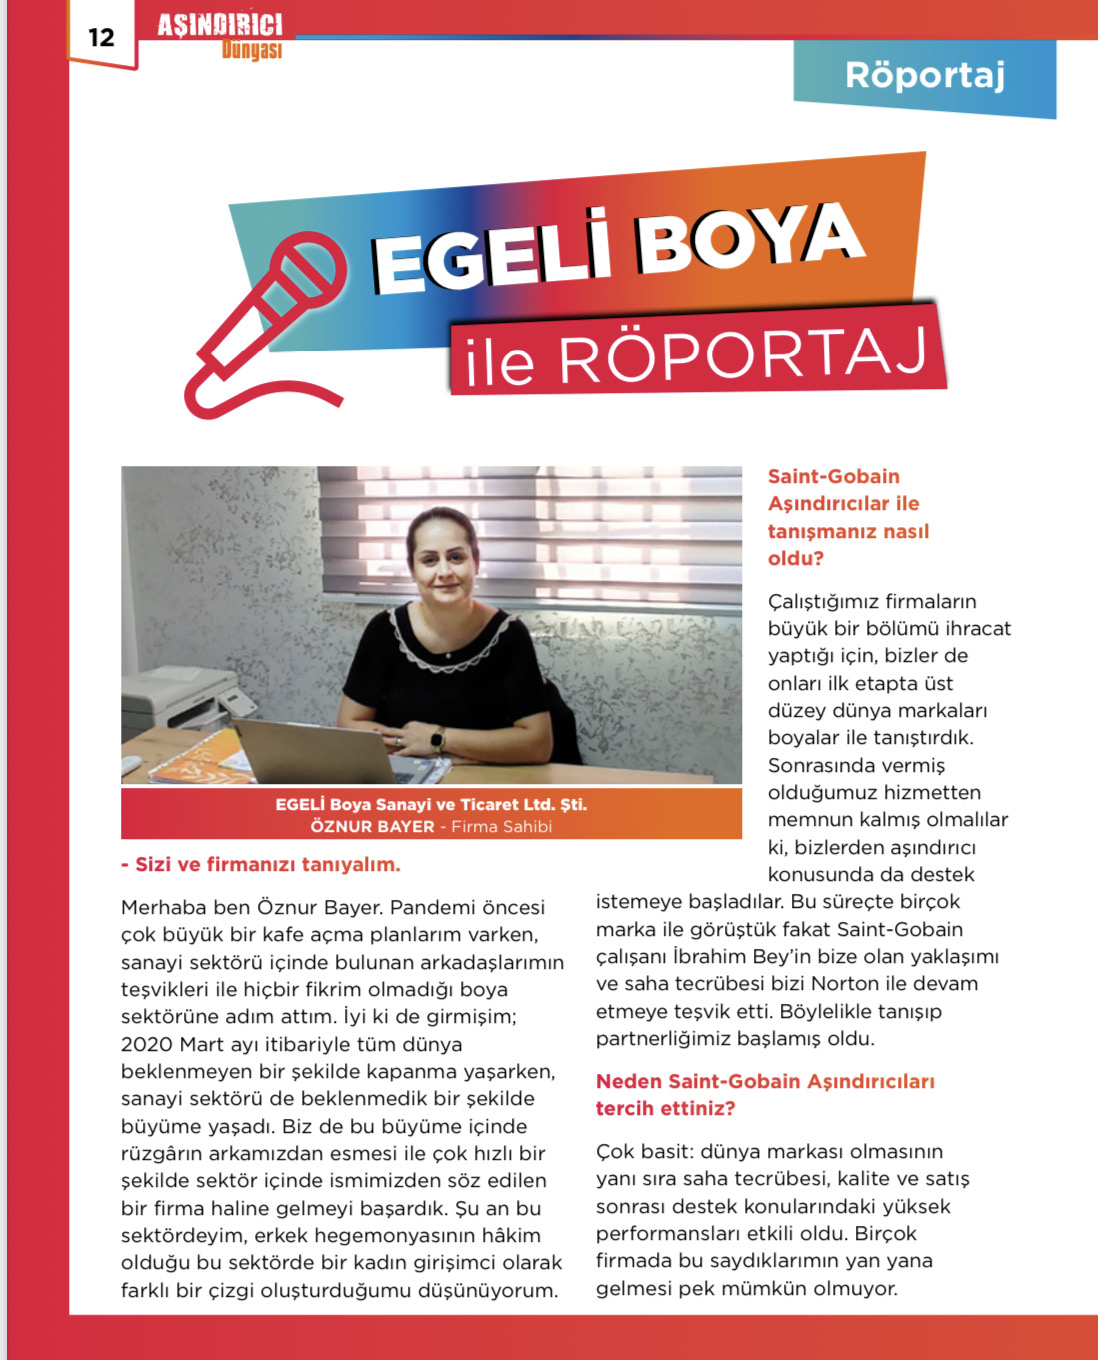 12
AŞINDIRICI
Dünyası
Röportaj
EGELİ BOYA
ile RÖPORTAJ
EGELİ Boya Sanayi ve Ticaret Ltd. Şti.
ÖZNUR BAYER - Firma Sahibi
- Sizi ve firmanızı tanıyalım.
Merhaba ben Öznur Bayer. Pandemi öncesi
çok büyük bir kafe açma planlarım varken,
sanayi sektörü içinde bulunan arkadaşlarımın
teşvikleri ile hiçbir fikrim olmadığı boya
sektörüne adım attım. İyi ki de girmişim;
2020 Mart ayı itibariyle tüm dünya
beklenmeyen bir şekilde kapanma yaşarken,
sanayi sektörü de beklenmedik bir şekilde
büyüme yaşadı. Biz de bu büyüme içinde
rüzgârın arkamızdan esmesi ile çok hızlı bir
şekilde sektör içinde ismimizden söz edilen
bir firma haline gelmeyi başardık. Şu an bu
sektördeyim, erkek hegemonyasının hâkim
olduğu bu sektörde bir kadın girişimci olarak
farklı bir çizgi oluşturduğumu düşünüyorum.
Saint-Gobain
Aşındırıcılar ile
tanışmanız nasıl
oldu?
Çalıştığımız firmaların
büyük bir bölümü ihracat
yaptığı için, bizler de
onları ilk etapta üst
düzey dünya markaları
boyalar ile tanıştırdık.
Sonrasında vermiş
olduğumuz hizmetten
memnun kalmış olmalılar
ki, bizlerden aşındırıcı
konusunda da destek
istemeye başladılar. Bu süreçte birçok
marka ile görüştük fakat Saint-Gobain
çalışanı İbrahim Bey’in bize olan yaklaşımı
ve saha tecrübesi bizi Norton ile devam
etmeye teşvik etti. Böylelikle tanışıp
partnerliğimiz başlamış oldu.
Neden Saint-Gobain Aşındırıcıları
tercih ettiniz?
Çok basit: dünya markası olmasının
yanı sıra saha tecrübesi, kalite ve satış
sonrası destek konularındaki yüksek
performansları etkili oldu. Birçok
firmada bu saydıklarımın yan yana
gelmesi pek mümkün olmuyor.